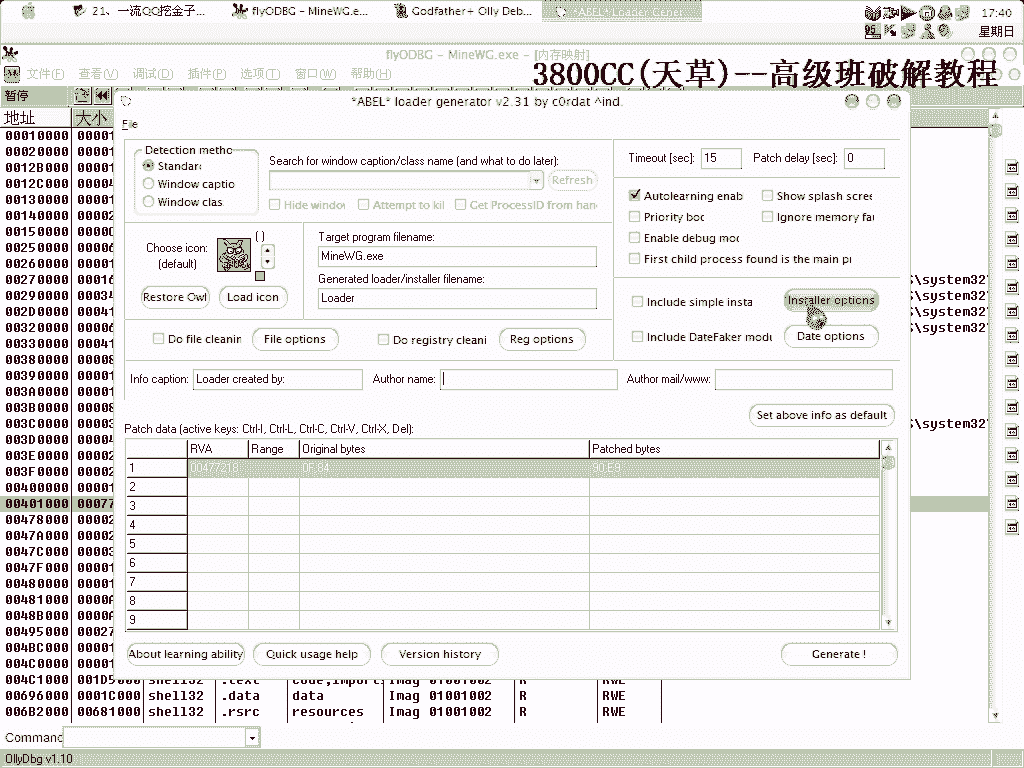 21、一流QQ挖金子...
flyODBG - MineWG.e...
Godfather+ Olly Deb...
*ABEL* Loader Gener
17:40
星期日
flyODBG - MineWG.exe - [内存映射]
文件(F) 查看(V) 调试(D) 插件(P) 选项(T) 窗口(W) 帮助(H)
3800CC(天草)--高级班破解教程
暂停
*ABEL* loader generator v2.31 by c0rdat ^ind.
File
地址 大小
00010000 00001
00020000 00001
0012B000 00001
0012C000 00004
00130000 00001
00140000 00002
00150000
00250000 00006
00260000 00001
00270000 00016
00290000 00034
002D0000 00041
00320000 00006
00330000 00041
00380000 00008
00390000 00001
003A0000 00001
003B0000 00008
003C0000 00003
003D0000 00004
003E0000 00002
003F0000 00002
00400000 00001
00401000 00077
00478000 00002
0047A000 00002
0047C000 00003
0047F000 00001
00480000 00001
00481000 0000A
0048B000 0000A
00495000 00027
004BC000 00001
004C0000 00001
004C1000 001D5000 shell32 .text code,imports Imag 01001002 R RWE
00696000 0001C000 shell32 .data data Imag 01001002 R RWE
006B2000 00681000 shell32 .rsrc resources Imag 01001002 R RWE
Detection metho
Standarc
Window captio
Window clas
Search for window caption/class name (and what to do later):
Refresh
Hide window
Attempt to kil
Get ProcessID from han
Timeout [sec]: 15 Patch delay [sec]: 0
Autolearning enab
Show splash scree
Priority boo
Ignore memory fau
Enable debug mod
First child process found is the main pr
Choose icon:
(default)
( )
Restore Owl
Load icon
Target program filename:
MineWG.exe
Generated loader/installer filename:
Loader
Include simple insta
Installer options
Include DateFaker modu
Date options
Do file cleanin
File options
Do registry cleani
Reg options
Info caption: Loader created by: Author name: Author mail/www:
Set above info as default
Patch data (active keys: Ctrl-I, Ctrl-L, Ctrl-C, Ctrl-V, Ctrl-X, Del):
RVA Range Original bytes Patched bytes
1 00477218 0F,84 90,E9
2
3
4
5
6
7
8
9
About learning ability
Quick usage help
Version history
Generate !
S\system32\
S\system32\
S\system32\
S\system32\
S\system32\
Command
OllyDbg v1.10